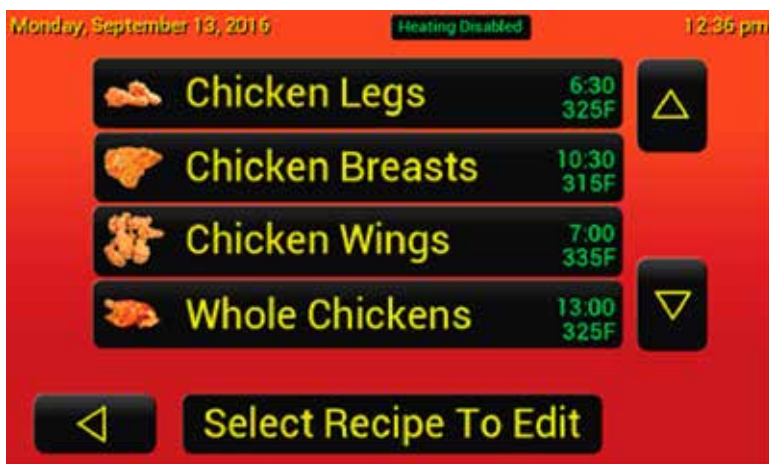 Monday, September 13, 2016 Heating Disabled 12:36 pm
Chicken Legs 6:30
325F
Chicken Breasts 10:30
315F
Chicken Wings 7:00
335F
Whole Chickens 13:00
325F
Select Recipe To Edit